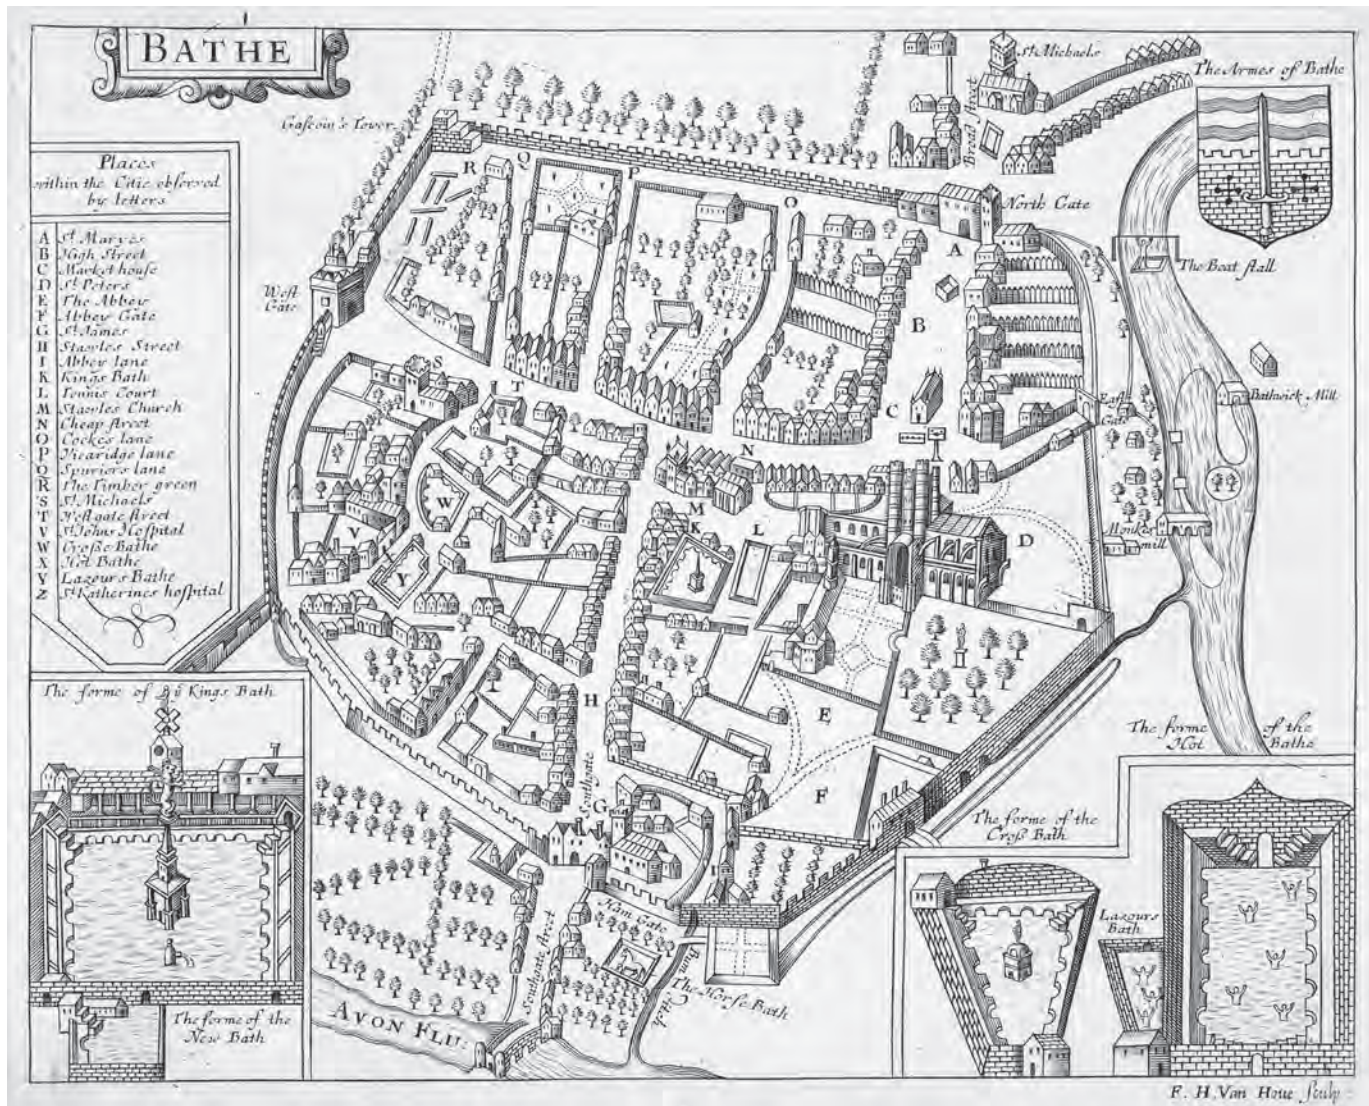 BATHE
St Michaels
The Armes of Bathe
Gascoin's Tower
Broad Street
Places
within the Citie observed
by letters
A St Maryes
B High Street
C Market house
D St Peters
E The Abbey
F Abbey Gate
G St James
H Staules Street
I Abbey lane
K Kings Bath
L Tennis Court
M Staules Church
N Cheap street
O Cockes lane
P Vicaridge lane
Q Spuriers lane
R The Timber green
S St Michaels
T Westgate street
V St Johns Hospital
W Crosse Bathe
X Hot Bathe
Y Lazours Bathe
Z St Katherines hospital
R
Q
P
O
North Gate
A
The Boat stall
West
Gate
B
S
T
C
East
Gate
Bathwick Mill
N
W
M
K
L
V
D
Monkes
mill
Y
The forme of ye Kings Bath
H
E
The forme of the
Hot Bathe
Southgate
G
F
The forme of the
Cross Bath
Ham Gate
Lazours
Bath
Southgate Street
The Horse Bath
AVON FLU:
The forme of the
New Bath
F. H. Van Houe sculp